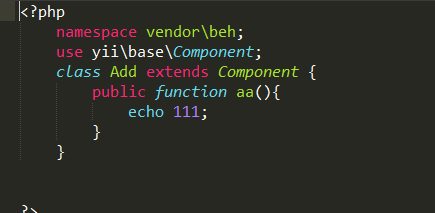 <?php
namespace vendor\beh;
use yii\base\Component;
class Add extends Component {
public function aa(){
echo 111;
}
}
?>